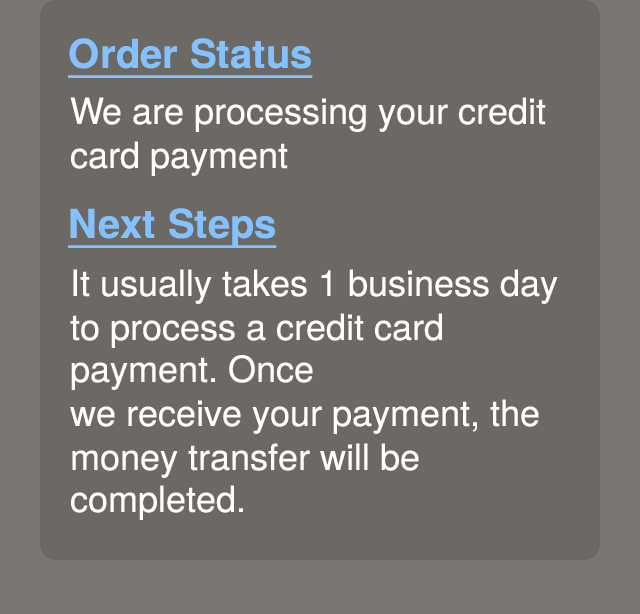 Order Status
We are processing your credit
card payment
Next Steps
It usually takes 1 business day
to process a credit card
payment. Once
we receive your payment, the
money transfer will be
completed.